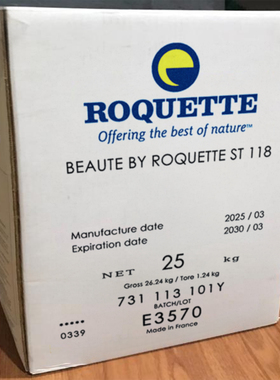 ROQUETTE
Offering the best of nature™
BEAUTE BY ROQUETTE ST 118
Manufacture date 2025 / 03
Expiration date 2030 / 03
NET 25 kg
Gross 26.24 kg / Tore 1.24 kg
731 113 101Y
BATCH/LOT
E3570
Made in France
•••••
0339